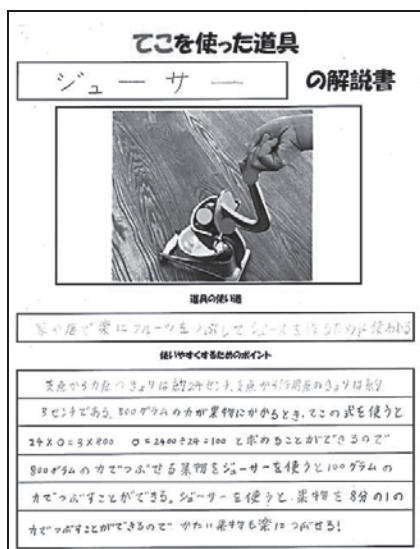 てこを使った道具
ジューサー の解説書
道具の使い道
家や店で楽にフルーツをつぶしてジュースを作るために使われる
使いやすくするためのポイント
支点から力点のきょりは約24センチ、支点から作用点のきょりは約
3センチである。800グラムの力が果物にかかるとき、てこの式を使うと
24×○=3×800 ○=2400÷24=100 と求めることができるので
800グラムの力でつぶせる果物をジューサーを使うと100グラムの
力でつぶすことができる。ジューサーを使うと、果物を8分の1の
力でつぶすことができるので かたい果物も楽につぶせる!